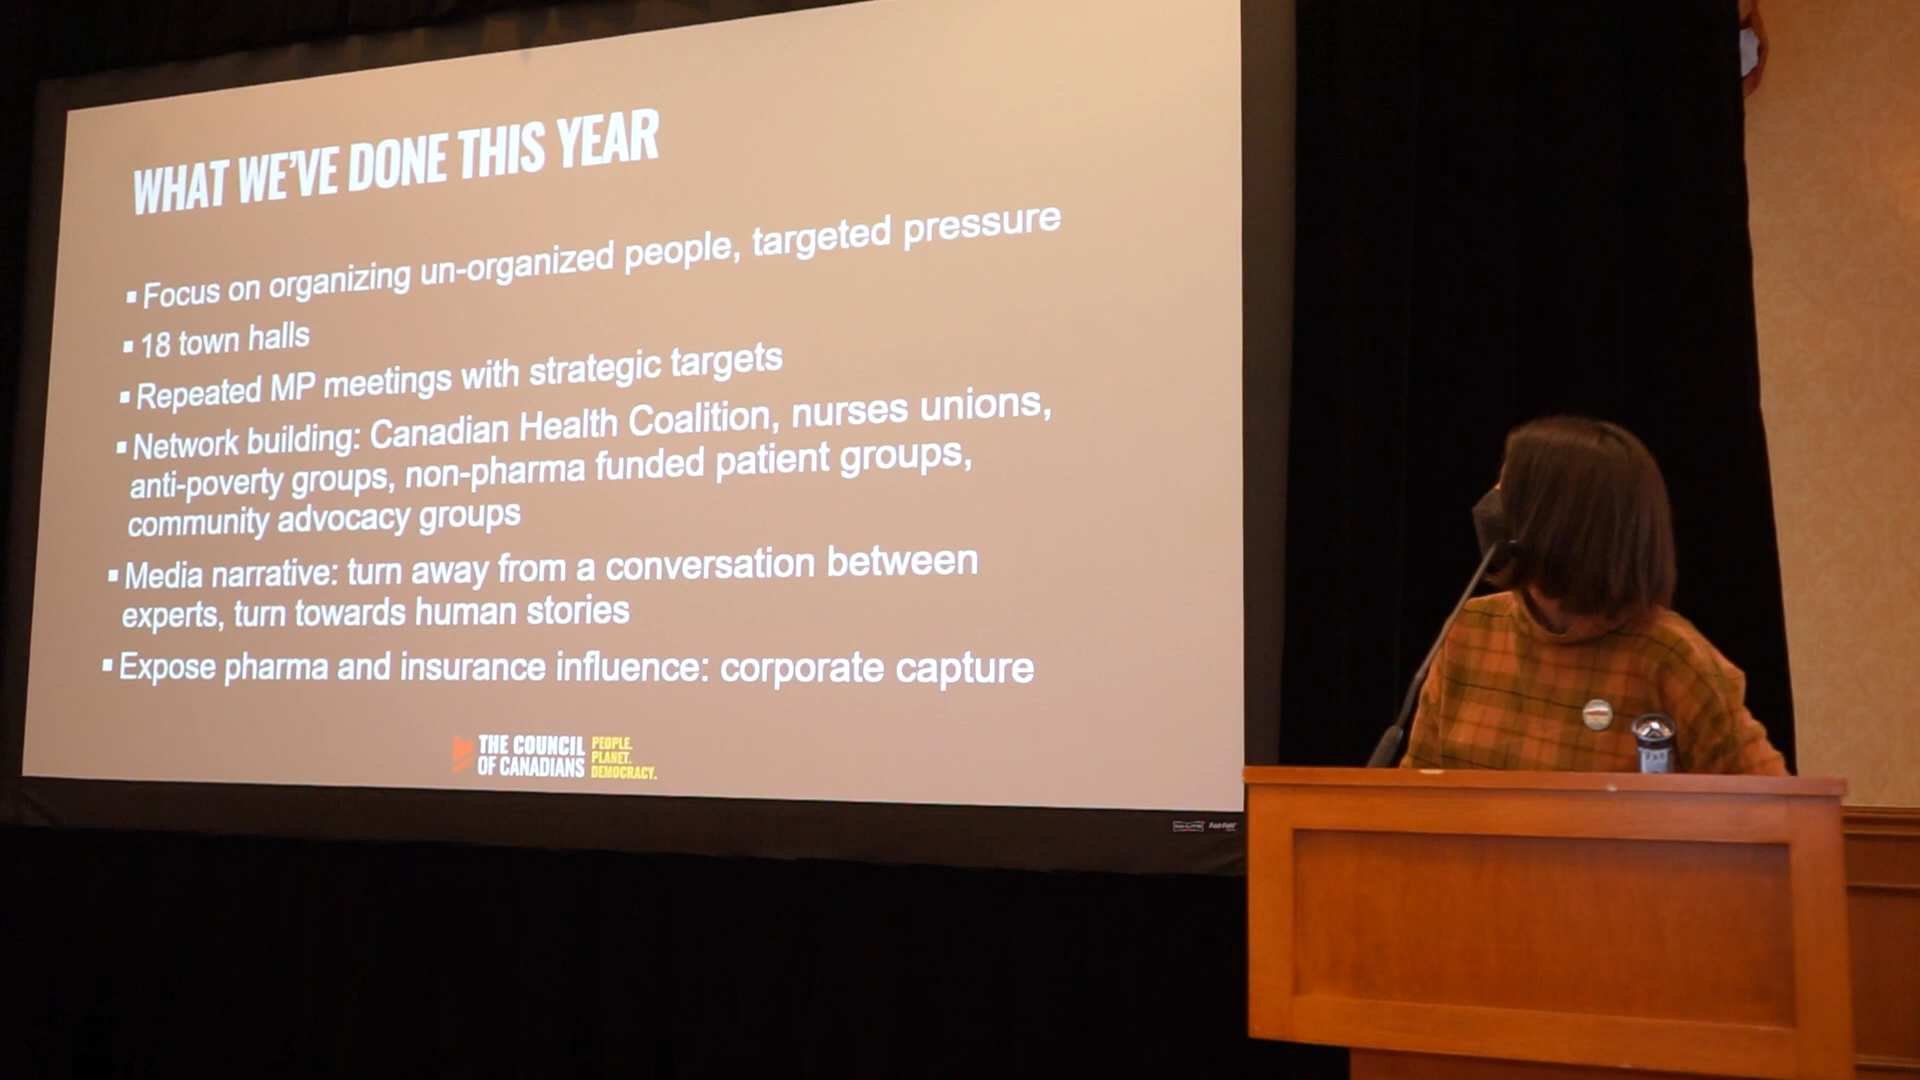 WHAT WE'VE DONE THIS YEAR
▪ Focus on organizing un-organized people, targeted pressure
▪ 18 town halls
▪ Repeated MP meetings with strategic targets
▪ Network building: Canadian Health Coalition, nurses unions,
anti-poverty groups, non-pharma funded patient groups,
community advocacy groups
▪ Media narrative: turn away from a conversation between
experts, turn towards human stories
▪ Expose pharma and insurance influence: corporate capture
THE COUNCIL
OF CANADIANS
PEOPLE.
PLANET.
DEMOCRACY.